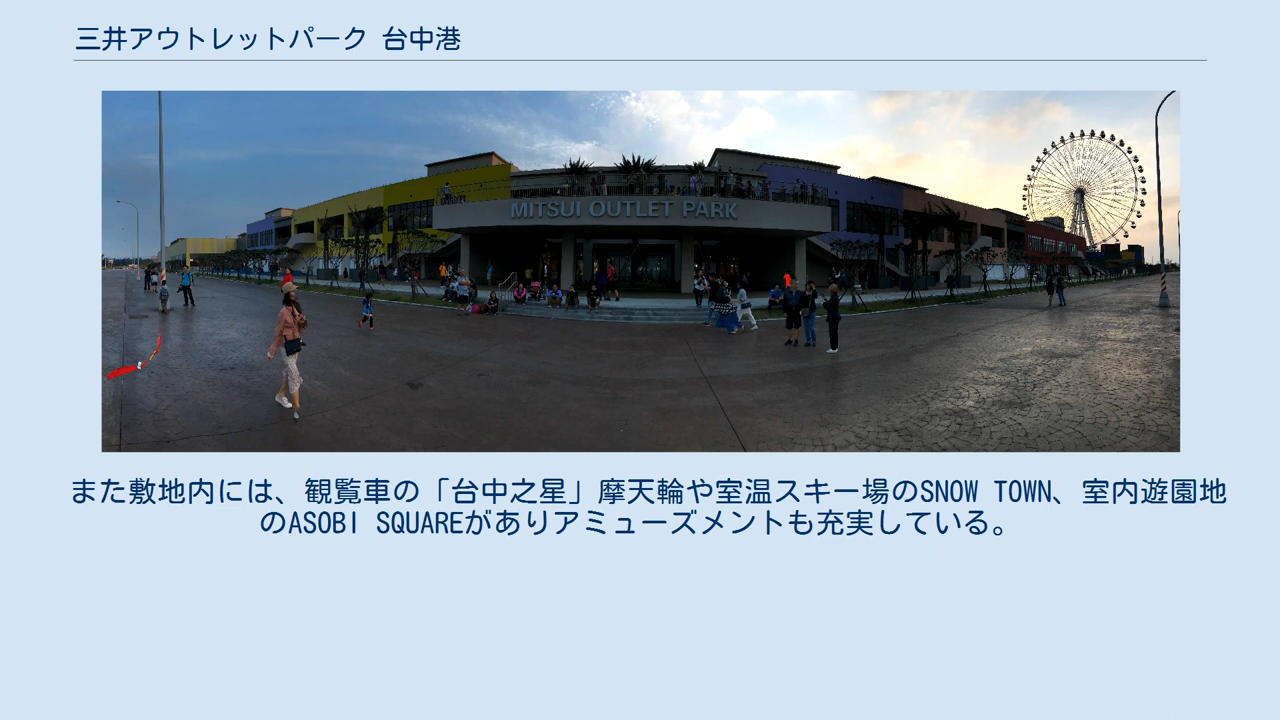 三井アウトレットパーク 台中港
MITSUI OUTLET PARK
また敷地内には、観覧車の「台中之星」摩天輪や室温スキー場のSNOW TOWN、室内遊園地
のASOBI SQUAREがありアミューズメントも充実している。